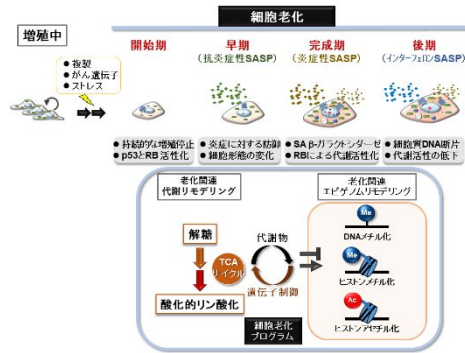 細胞老化
増殖中
● 複製
● がん遺伝子
● ストレス
開始期
早期
(抗炎症性SASP)
完成期
(炎症性SASP)
後期
(インターフェロンSASP)
● 持続的な増殖停止
● p53とRB活性化
● 炎症に対する防御
● 細胞形態の変化
● SAβ-ガラクトシダーゼ
● RBによる代謝活性化
● 細胞質DNA断片
● 代謝活性の低下
老化関連
代謝リモデリング
老化関連
エピゲノムリモデリング
解糖
TCA
サイクル
酸化的リン酸化
代謝物
遺伝子制御
Me
DNAメチル化
Me
ヒストンメチル化
Ac
ヒストンアセチル化
細胞老化
プログラム